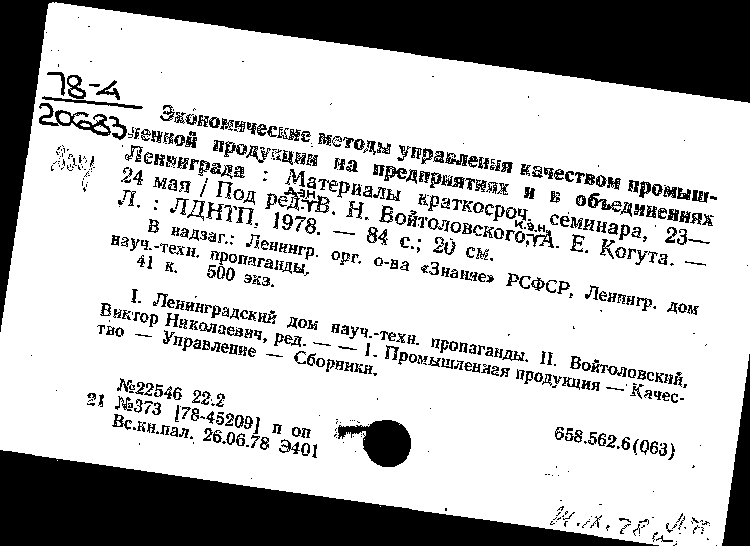 78-4
20683
Экономические методы управления качеством промыш-
ленной продукции на предприятиях и в объединениях
Ленинграда : Материалы краткосроч. семинара, 23—
24 мая / Под ред. д.э.н. В. Н. Войтоловского, к.э.н. А. Е. Когута. —
Л. : ЛДНТП, 1978. — 84 с.; 20 см.
В надзаг.: Ленингр. орг. о-ва «Знание» РСФСР, Ленингр. дом
науч.-техн. пропаганды.
41 к. 500 экз.
I. Ленинградский дом науч.-техн. пропаганды. II. Войтоловский,
Виктор Николаевич, ред. — — 1. Промышленная продукция — Качес-
тво — Управление — Сборники.
№22546 22.2
21 №373 [78-45209] п оп
Вс.кн.пал. 26.06.78 Э401
658.562.6(063)
14.IX.78